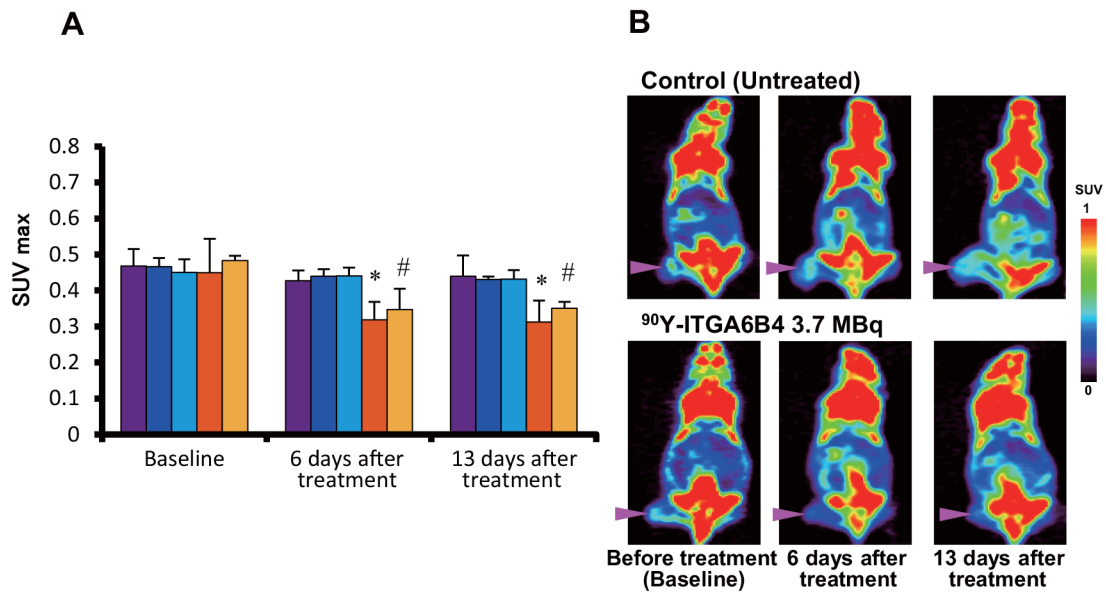 A
0.8
0.7
0.6
0.5
0.4
0.3
0.2
0.1
0
SUV max
* #
* #
Baseline
6 days after
treatment
13 days after
treatment
B
Control (Untreated)
SUV
1
0
⁹⁰Y-ITGA6B4 3.7 MBq
Before treatment
(Baseline)
6 days after
treatment
13 days after
treatment